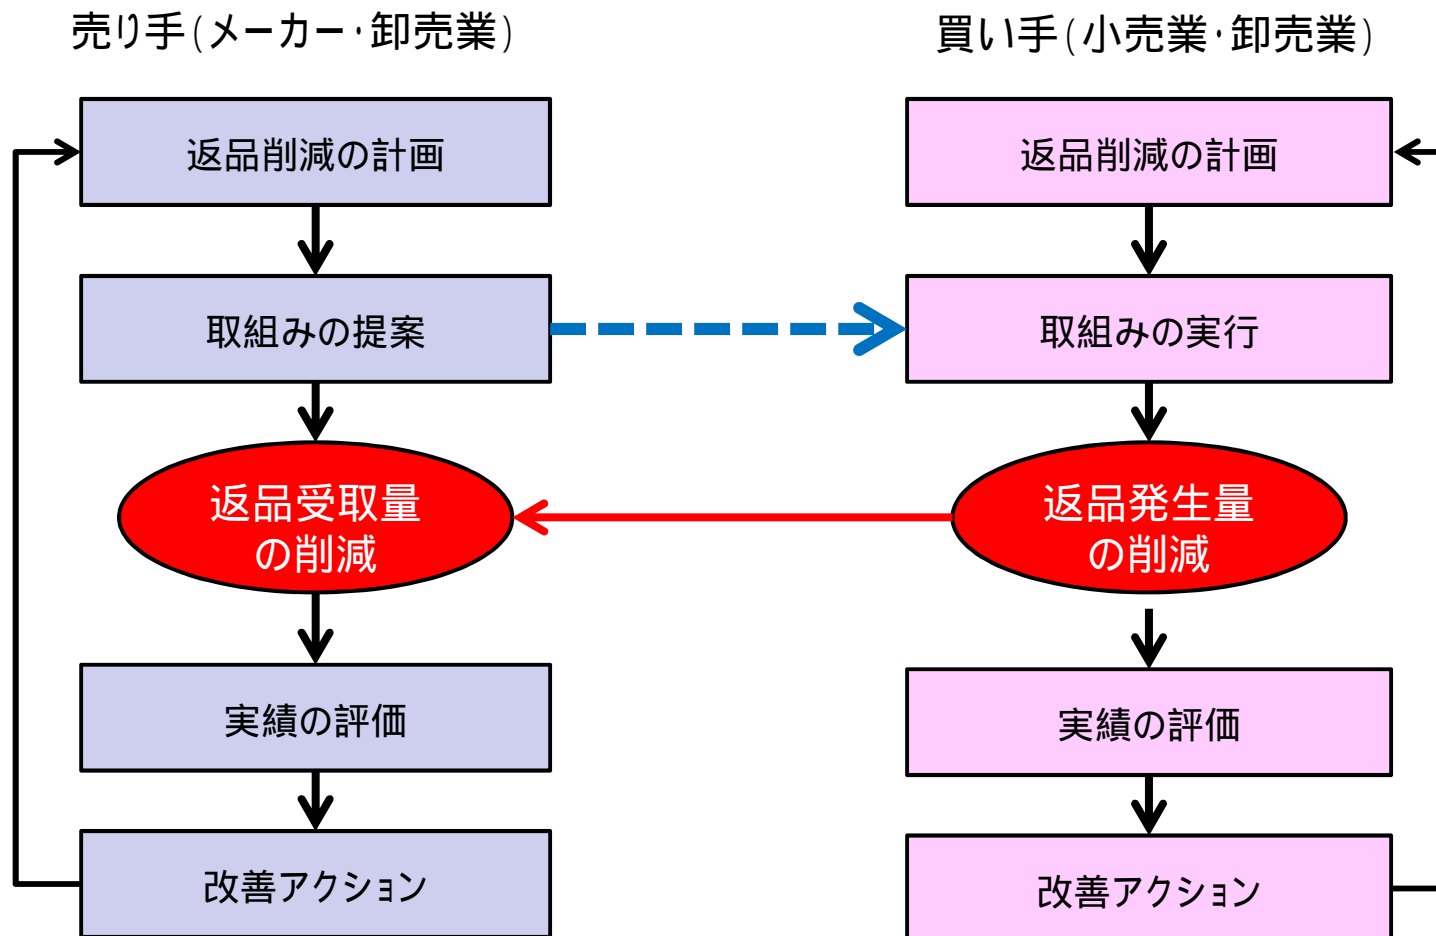 売り手(メーカー・卸売業)
買い手(小売業・卸売業)
返品削減の計画
返品削減の計画
取組みの提案
取組みの実行
返品受取量
の削減
返品発生量
の削減
実績の評価
実績の評価
改善アクション
改善アクション